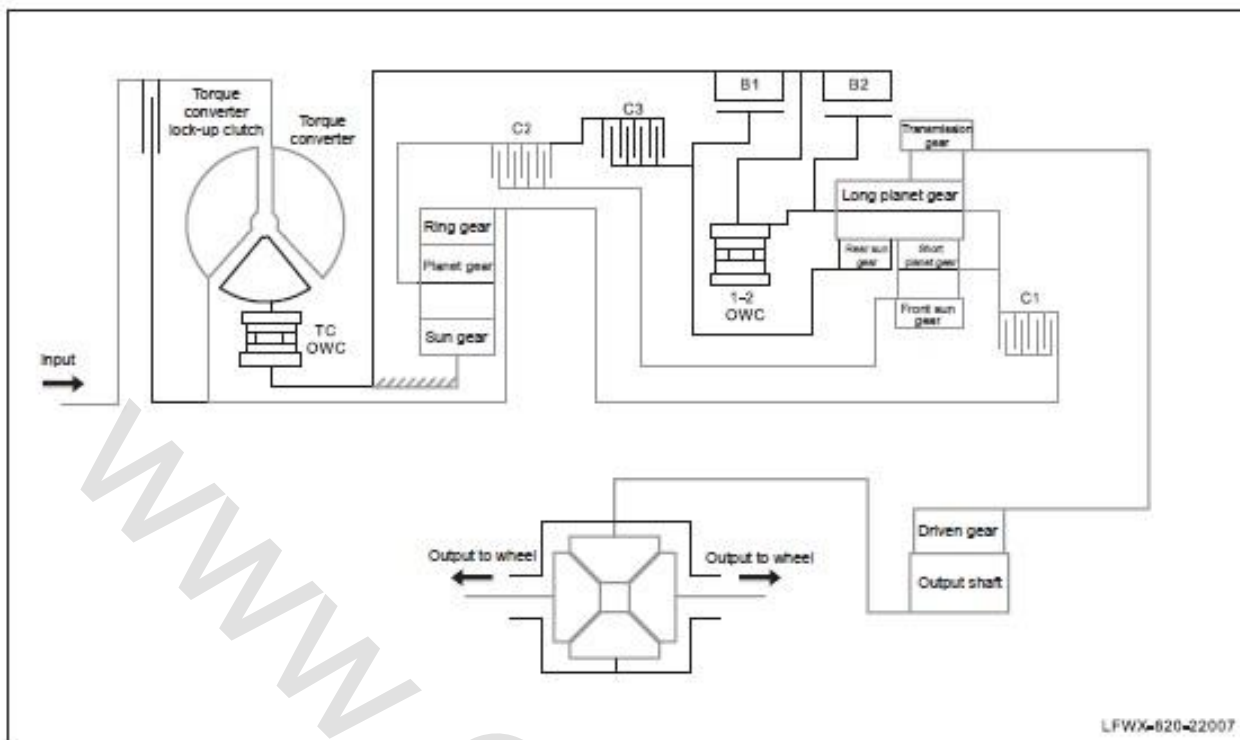 Torque
converter
lock-up clutch
Torque
converter
C2
C3
B1
B2
Transmission
gear
Long planet gear
Ring gear
Planet gear
Sun gear
Rear sun
gear
Short
planet gear
Front sun
gear
1-2
OWC
C1
TC
OWC
Input
Output to wheel
Output to wheel
Driven gear
Output shaft
www.
LFWX-820-22007